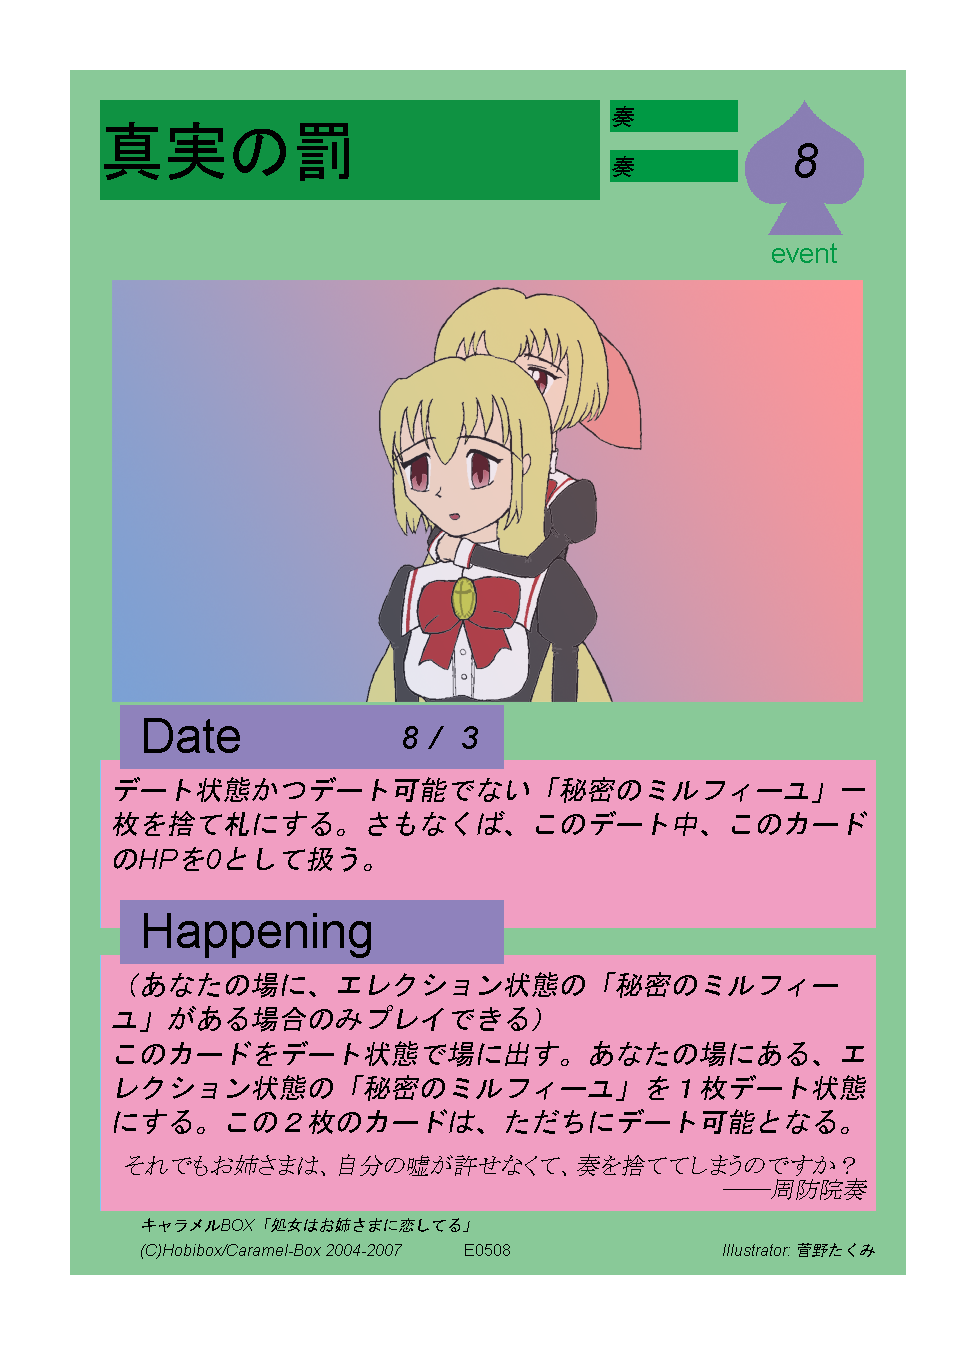 真実の罰
奏
奏
8
event
Date 8 / 3
デート状態かつデート可能でない「秘密のミルフィーユ」一
枚を捨て札にする。さもなくば、このデート中、このカード
のHPを0として扱う。
Happening
（あなたの場に、エレクション状態の「秘密のミルフィー
ユ」がある場合のみプレイできる）
このカードをデート状態で場に出す。あなたの場にある、エ
レクション状態の「秘密のミルフィーユ」を１枚デート状態
にする。この２枚のカードは、ただちにデート可能となる。
それでもお姉さまは、自分の嘘が許せなくて、奏を捨ててしまうのですか？
――周防院奏
キャラメルBOX「処女はお姉さまに恋してる」
(C)Hobibox/Caramel-Box 2004-2007 E0508 Illustrator: 菅野たくみ